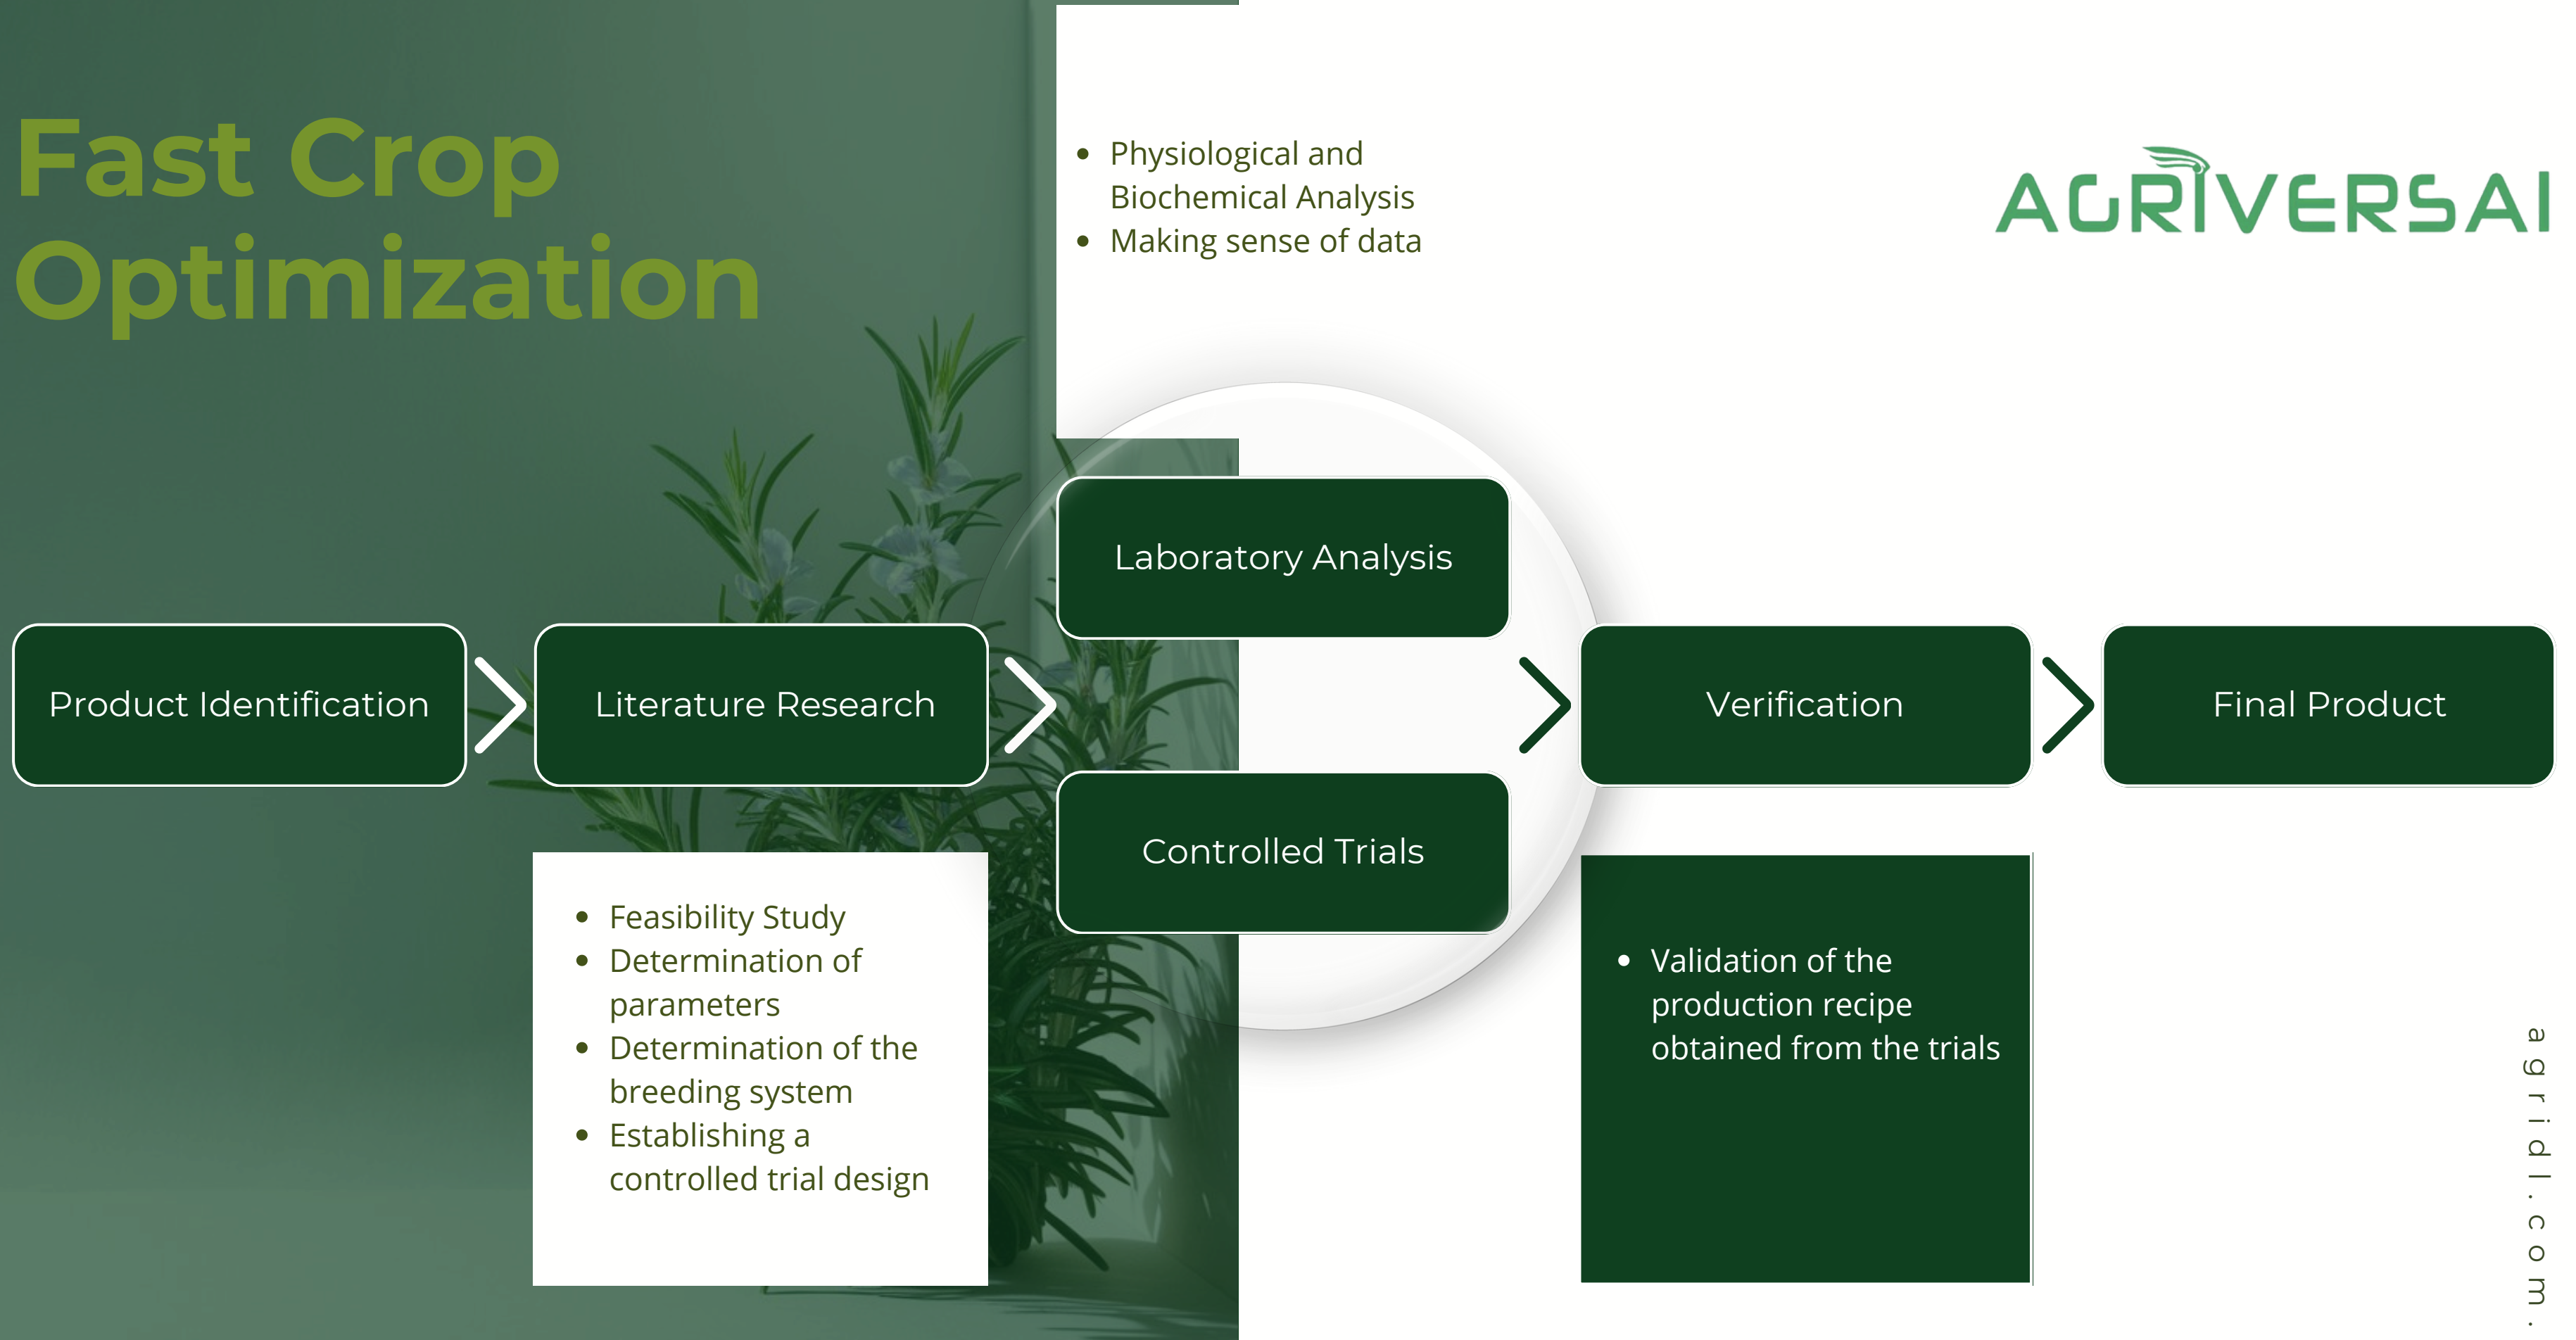 Fast Crop
Optimization
• Physiological and
Biochemical Analysis
• Making sense of data
AGRIVERSAI
Laboratory Analysis
Product Identification
Literature Research
Verification
Final Product
Controlled Trials
• Feasibility Study
• Determination of
parameters
• Determination of the
breeding system
• Establishing a
controlled trial design
• Validation of the
production recipe
obtained from the trials
agridl.com.